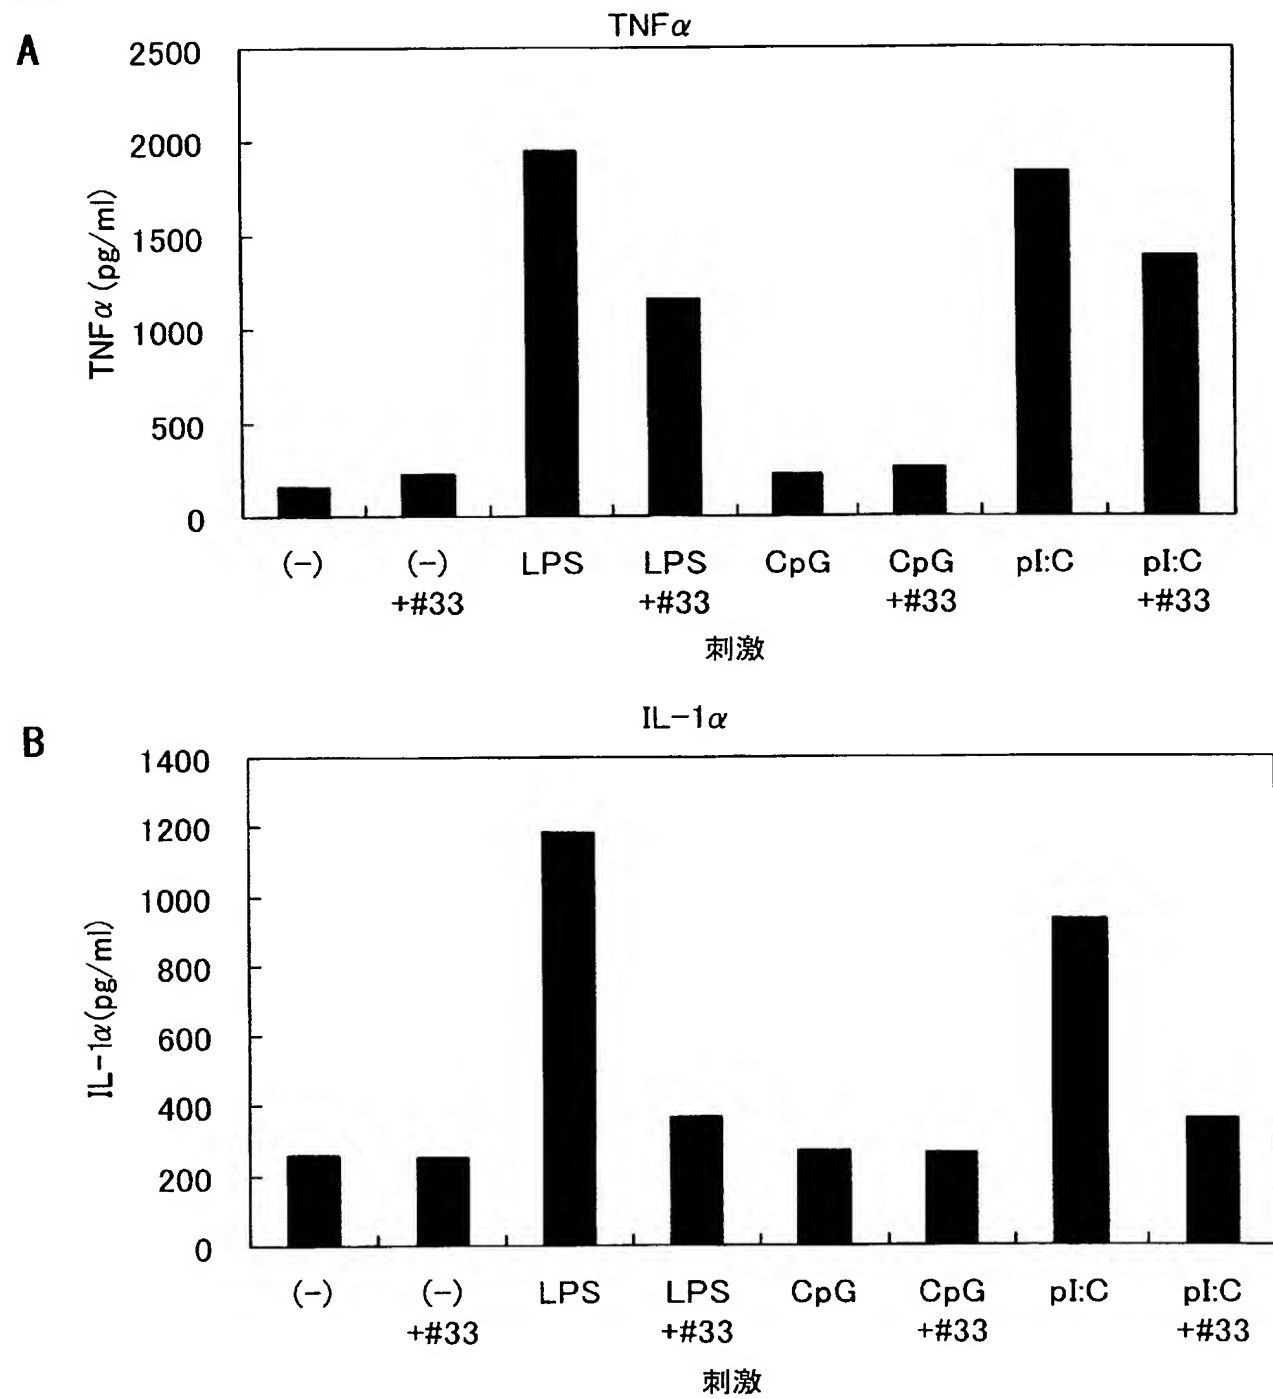 A
TNFα
TNFα(pg/ml)
2500
2000
1500
1000
500
0
(-) (-) LPS LPS CpG CpG pI:C pI:C
+#33 +#33 +#33 +#33
刺激
B
IL-1α
IL-1α(pg/ml)
1400
1200
1000
800
600
400
200
0
(-) (-) LPS LPS CpG CpG pI:C pI:C
+#33 +#33 +#33 +#33
刺激